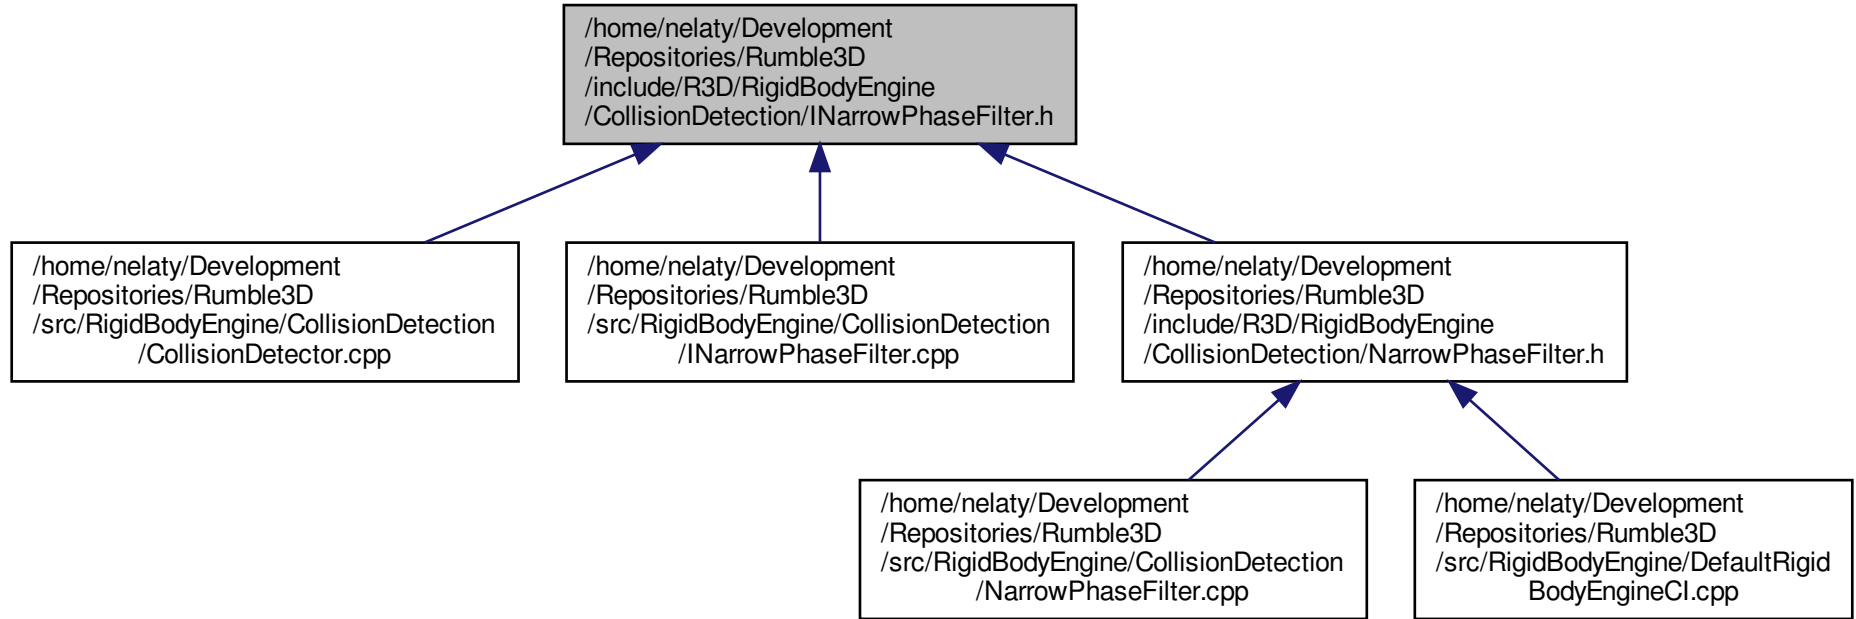 /home/nelaty/Development
/Repositories/Rumble3D
/include/R3D/RigidBodyEngine
/CollisionDetection/INarrowPhaseFilter.h
/home/nelaty/Development
/Repositories/Rumble3D
/src/RigidBodyEngine/CollisionDetection
/CollisionDetector.cpp
/home/nelaty/Development
/Repositories/Rumble3D
/src/RigidBodyEngine/CollisionDetection
/INarrowPhaseFilter.cpp
/home/nelaty/Development
/Repositories/Rumble3D
/include/R3D/RigidBodyEngine
/CollisionDetection/NarrowPhaseFilter.h
/home/nelaty/Development
/Repositories/Rumble3D
/src/RigidBodyEngine/CollisionDetection
/NarrowPhaseFilter.cpp
/home/nelaty/Development
/Repositories/Rumble3D
/src/RigidBodyEngine/DefaultRigid
BodyEngineCI.cpp